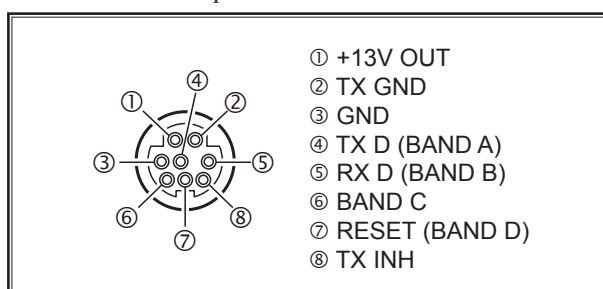 ① +13V OUT
② TX GND
③ GND
④ TX D (BAND A)
⑤ RX D (BAND B)
⑥ BAND C
⑦ RESET (BAND D)
⑧ TX INH
④
① ②
③ ⑤
⑥ ⑧
⑦